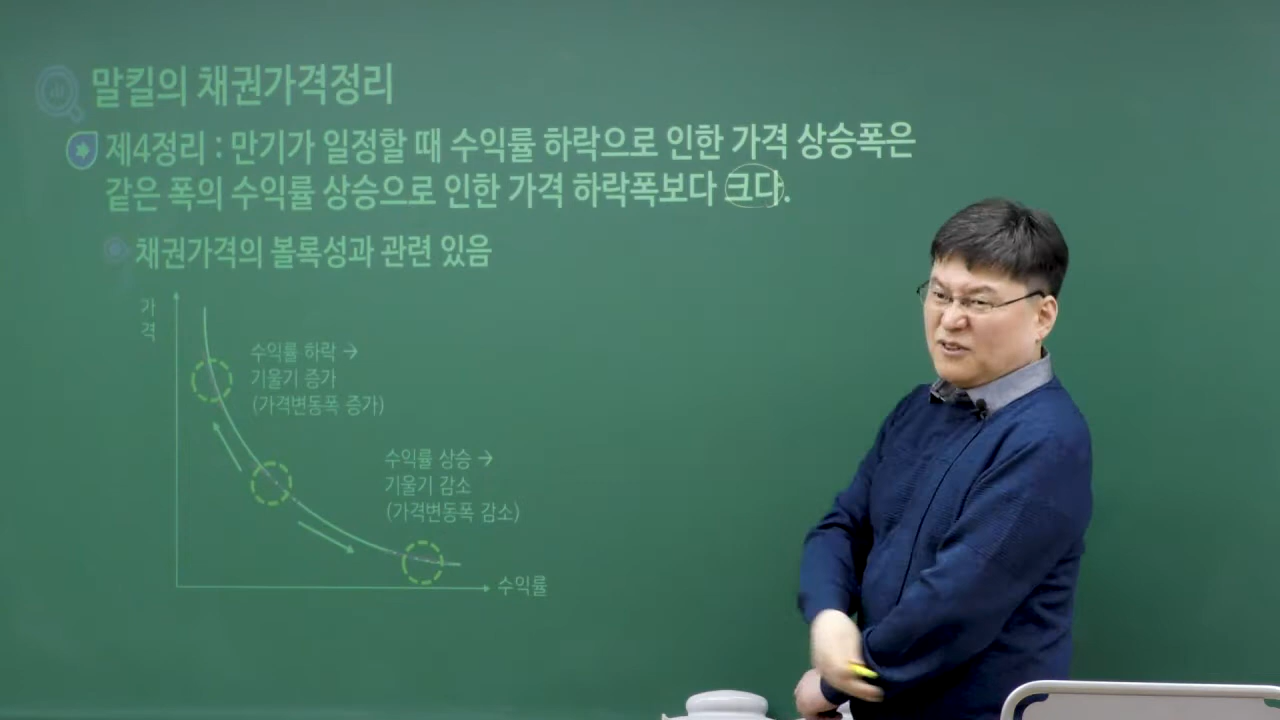 말킬의 채권가격정리
제4정리 : 만기가 일정할 때 수익률 하락으로 인한 가격 상승폭은
같은 폭의 수익률 상승으로 인한 가격 하락폭보다 크다.
채권가격의 볼록성과 관련 있음
가
격
수익률 하락 →
기울기 증가
(가격변동폭 증가)
수익률 상승 →
기울기 감소
(가격변동폭 감소)
수익률